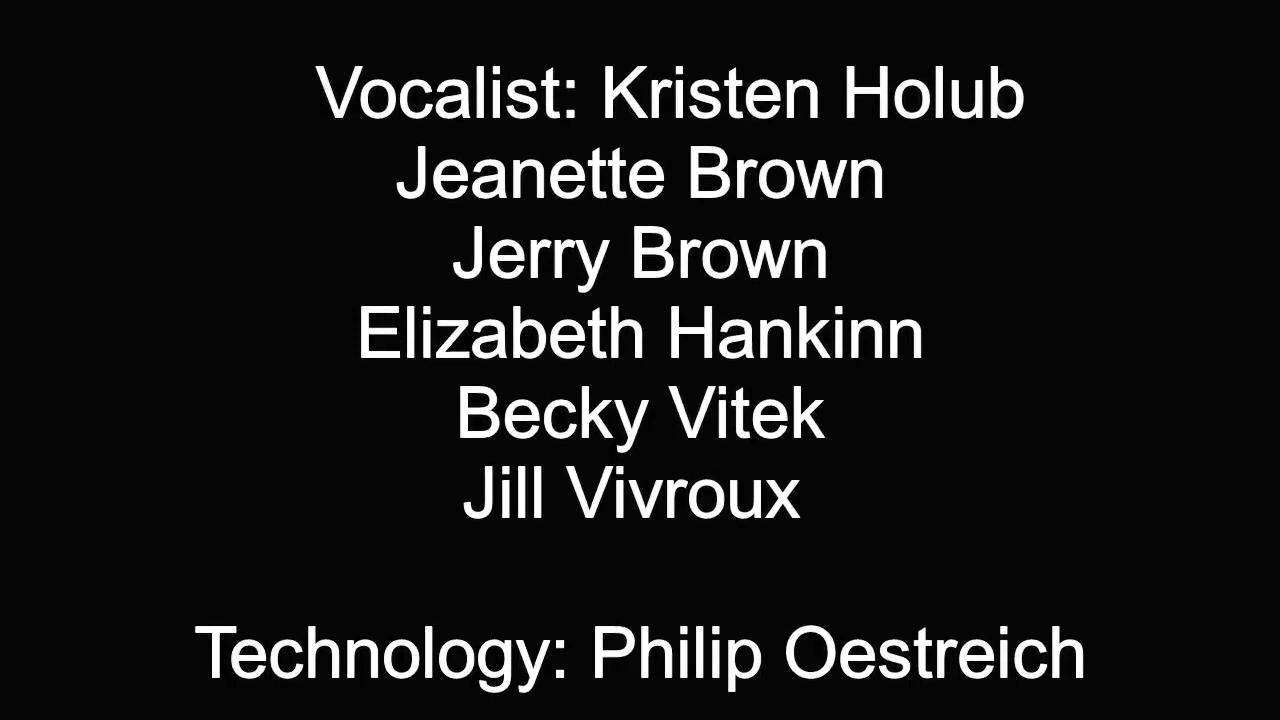 Vocalist: Kristen Holub
Jeanette Brown
Jerry Brown
Elizabeth Hankinn
Becky Vitek
Jill Vivroux
Technology: Philip Oestreich